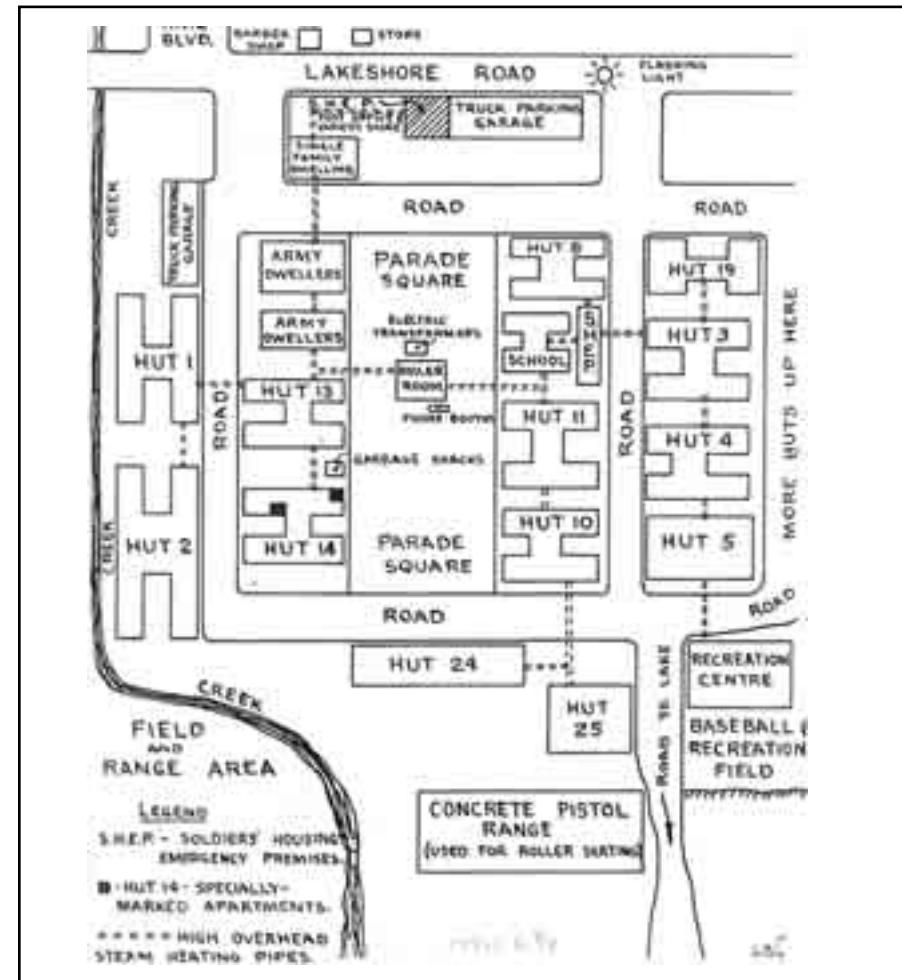 BLVD.
BARBER
SHOP
STORE
LAKESHORE ROAD
FLASHING
LIGHT
S.H.E.P.
TRUCK PARKING
GARAGE
SINGLE
FAMILY
DWELLING
ROAD
ROAD
CREEK
TRUCK PARKING
GARAGE
ARMY
DWELLERS
PARADE
SQUARE
HUT 8
HUT 19
ELECTRIC
TRANSFORMERS
ARMY
DWELLERS
SCHOOL
HUT 3
HUT 1
BOILER
ROOM
HUT 13
PHONE BOOTHS
HUT 11
ROAD
ROAD
HUT 4
MORE HUTS UP HERE
GARBAGE SHACKS
HUT 10
HUT 2
CREEK
HUT 14
PARADE
SQUARE
HUT 5
ROAD
ROAD
HUT 24
RECREATION
CENTRE
CREEK
HUT
25
ROAD TO LAKE
BASEBALL &
RECREATION
FIELD
FIELD
AND
RANGE AREA
CONCRETE PISTOL
RANGE
(USED FOR ROLLER SKATING)
LEGEND
S.H.E.P. - SOLDIERS' HOUSING
EMERGENCY PREMISES.
■ - HUT 14 - SPECIALLY-
MARKED APARTMENTS.
HIGH OVERHEAD
STEAM HEATING PIPES.